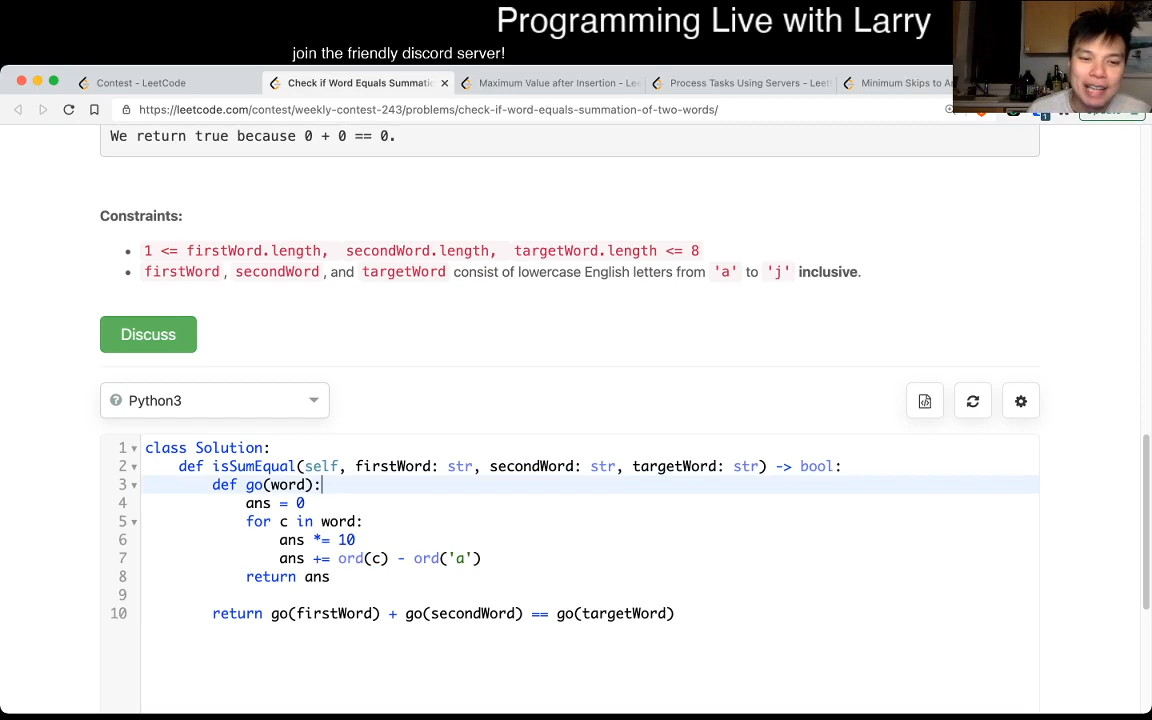 Programming Live with Larry
join the friendly discord server!
Contest - LeetCode
Check if Word Equals Summatio
Maximum Value after Insertion - Le
Process Tasks Using Servers - Leet
Minimum Skips to A
https://leetcode.com/contest/weekly-contest-243/problems/check-if-word-equals-summation-of-two-words/
We return true because 0 + 0 == 0.
Constraints:
• 1 <= firstWord.length, secondWord.length, targetWord.length <= 8
• firstWord, secondWord, and targetWord consist of lowercase English letters from 'a' to 'j' inclusive.
Discuss
Python3
1 class Solution:
2 def isSumEqual(self, firstWord: str, secondWord: str, targetWord: str) -> bool:
3 def go(word):
4 ans = 0
5 for c in word:
6 ans *= 10
7 ans += ord(c) - ord('a')
8 return ans
9
10 return go(firstWord) + go(secondWord) == go(targetWord)